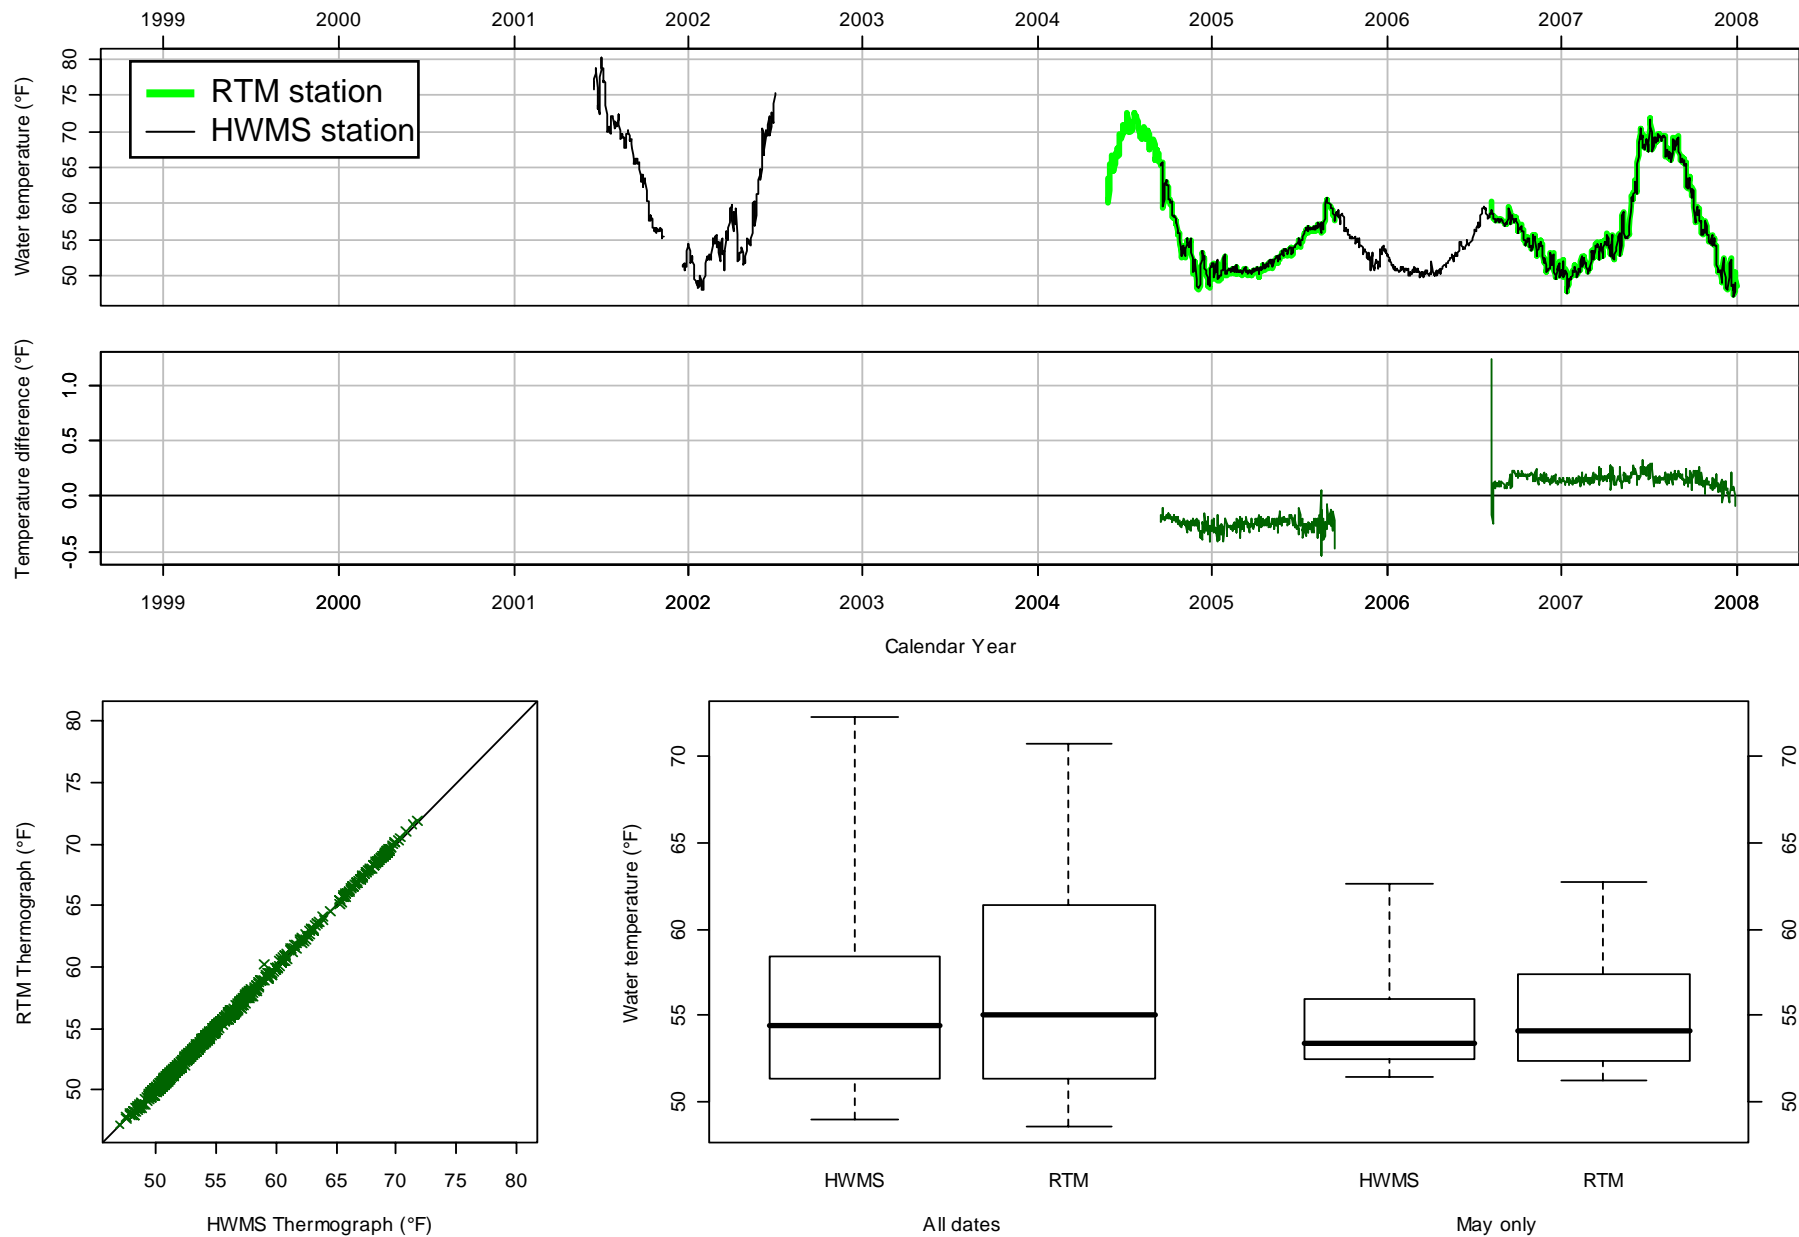 1999 2000 2001 2002 2003 2004 2005 2006 2007 2008
Water temperature (°F)
80
75
70
65
60
55
50
RTM station
HWMS station
Temperature difference (°F)
1.0
0.5
0.0
-0.5
1999 2000 2001 2002 2003 2004 2005 2006 2007 2008
Calendar Year
RTM Thermograph (°F)
80
75
70
65
60
55
50
50 55 60 65 70 75 80
HWMS Thermograph (°F)
Water temperature (°F)
70
65
60
55
50
70
65
60
55
50
HWMS RTM HWMS RTM
All dates May only